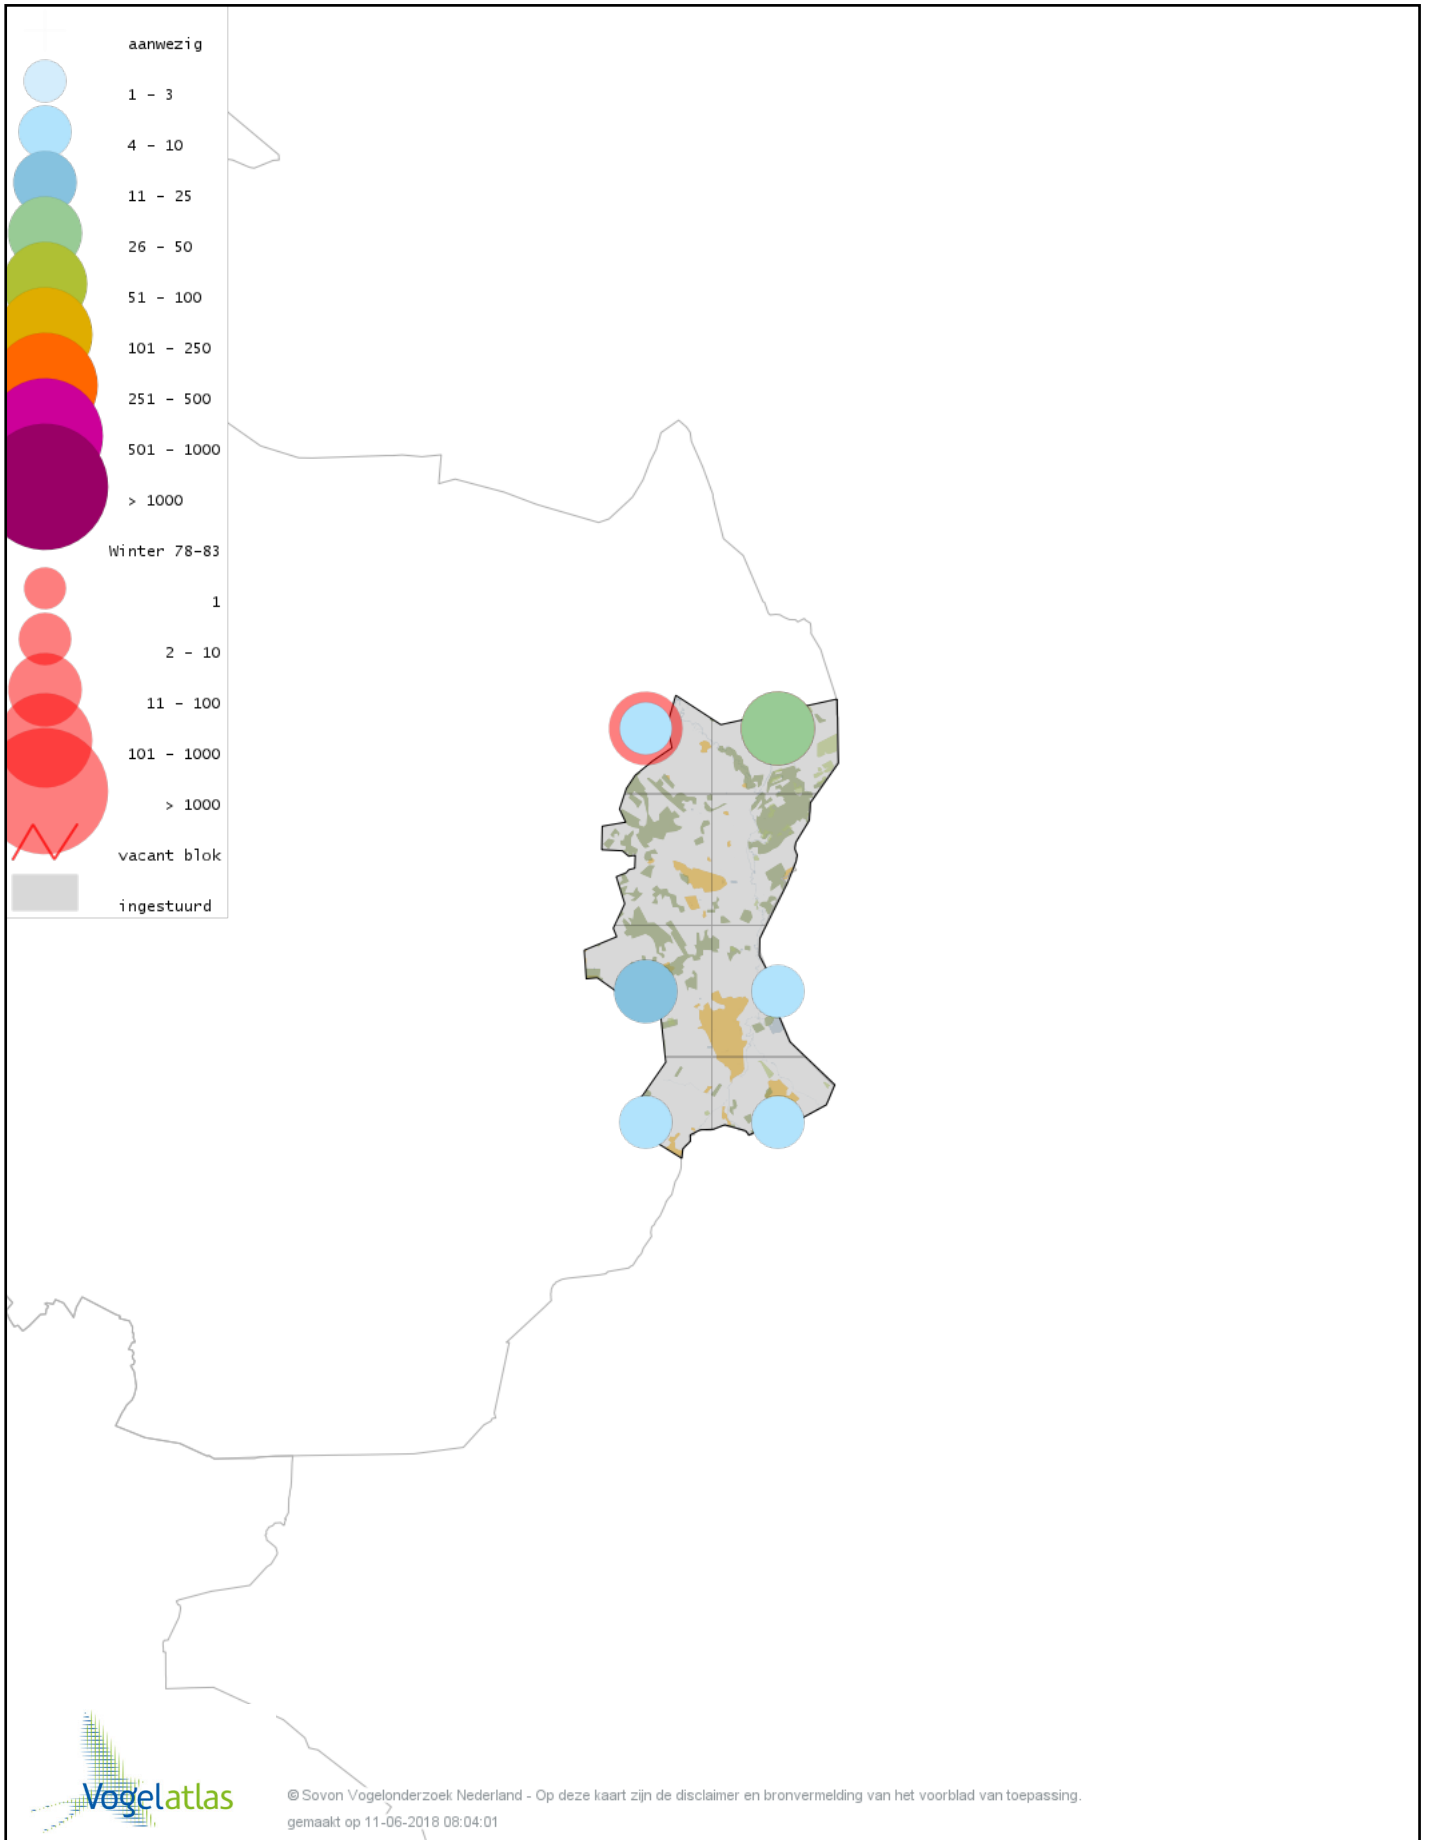 aanwezig
1 - 3
4 - 10
11 - 25
26 - 50
51 - 100
101 - 250
251 - 500
501 - 1000
> 1000
Winter 78-83
1
2 - 10
11 - 100
101 - 1000
> 1000
vacant blok
ingestuurd
Vogelatlas
© Sovon Vogelonderzoek Nederland - Op deze kaart zijn de disclaimer en bronvermelding van het voorblad van toepassing.
gemaakt op 11-06-2018 08:04:01